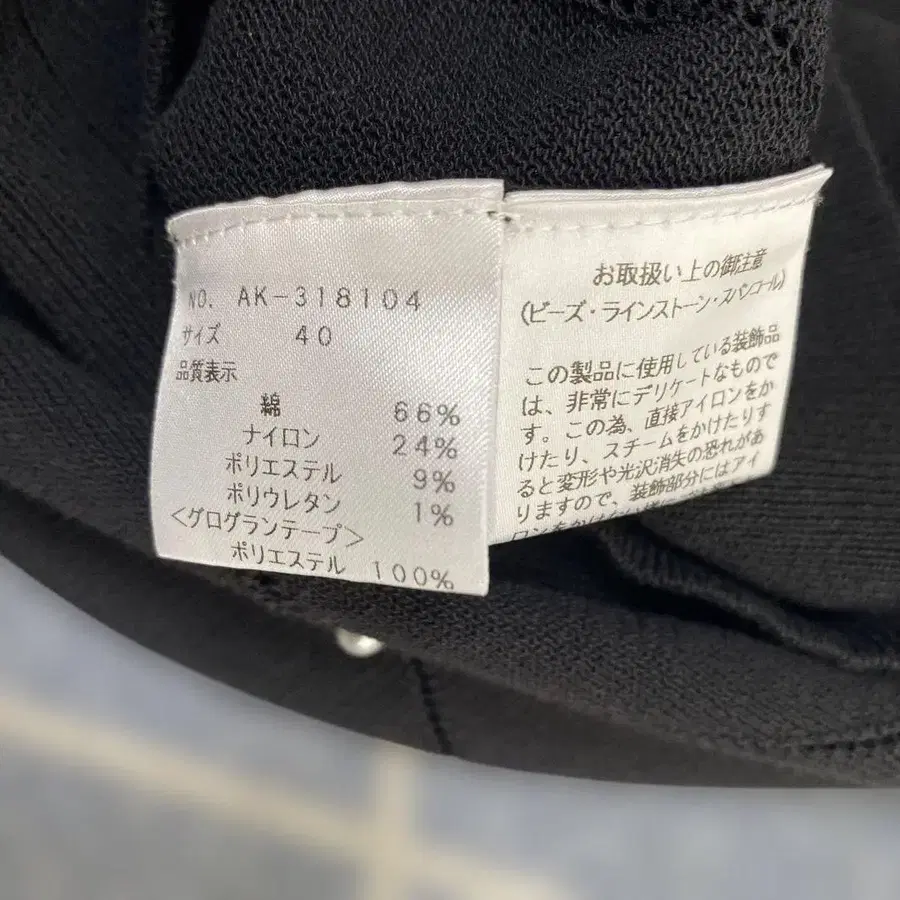 NO. AK-318104
サイズ 40
品質表示
綿 66%
ナイロン 24%
ポリエステル 9%
ポリウレタン 1%
<グログランテープ>
ポリエステル 100%
お取扱い上の御注意
(ビーズ・ラインストーン・スパンコール)
この製品に使用している装飾品
は、非常にデリケートなもので
す。この為、直接アイロンをか
けたり、スチームをかけたりす
ると変形や光沢消失の恐れがあ
りますので、装飾部分にはアイ
ロンをかけ